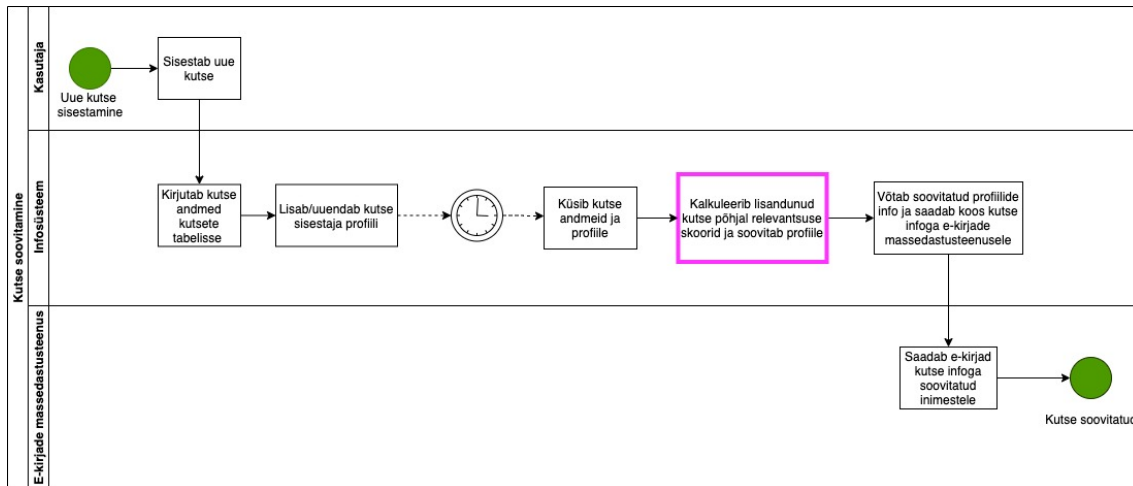 Kutse soovitamine
Kasutaja
Uue kutse
sisestamine
Sisestab uue
kutse
Infosüsteem
Kirjutab kutse
andmed
kutsete
tabelisse
Lisab/uuendab kutse
sisestaja profiili
Küsib kutse
andmeid ja
profiile
Kalkuleerib lisandunud
kutse põhjal relevantsuse
skoorid ja soovitab profiile
Võtab soovitatud profiilide
info ja saadab koos kutse
infoga e-kirjade
massedastusteenusele
E-kirjade massedastusteenus
Saadab e-kirjad
kutse infoga
soovitatud
inimestele
Kutse soovitatud